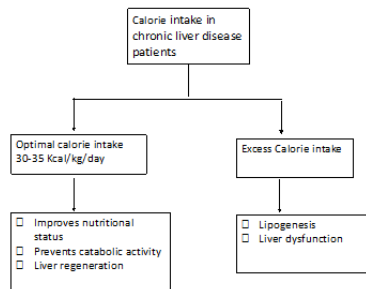 Calorie intake in
chronic liver disease
patients
Optimal calorie intake
30-35 Kcal/kg/day
Excess Calorie intake
☐ Improves nutritional
status
☐ Prevents catabolic activity
☐ Liver regeneration
☐ Lipogenesis
☐ Liver dysfunction